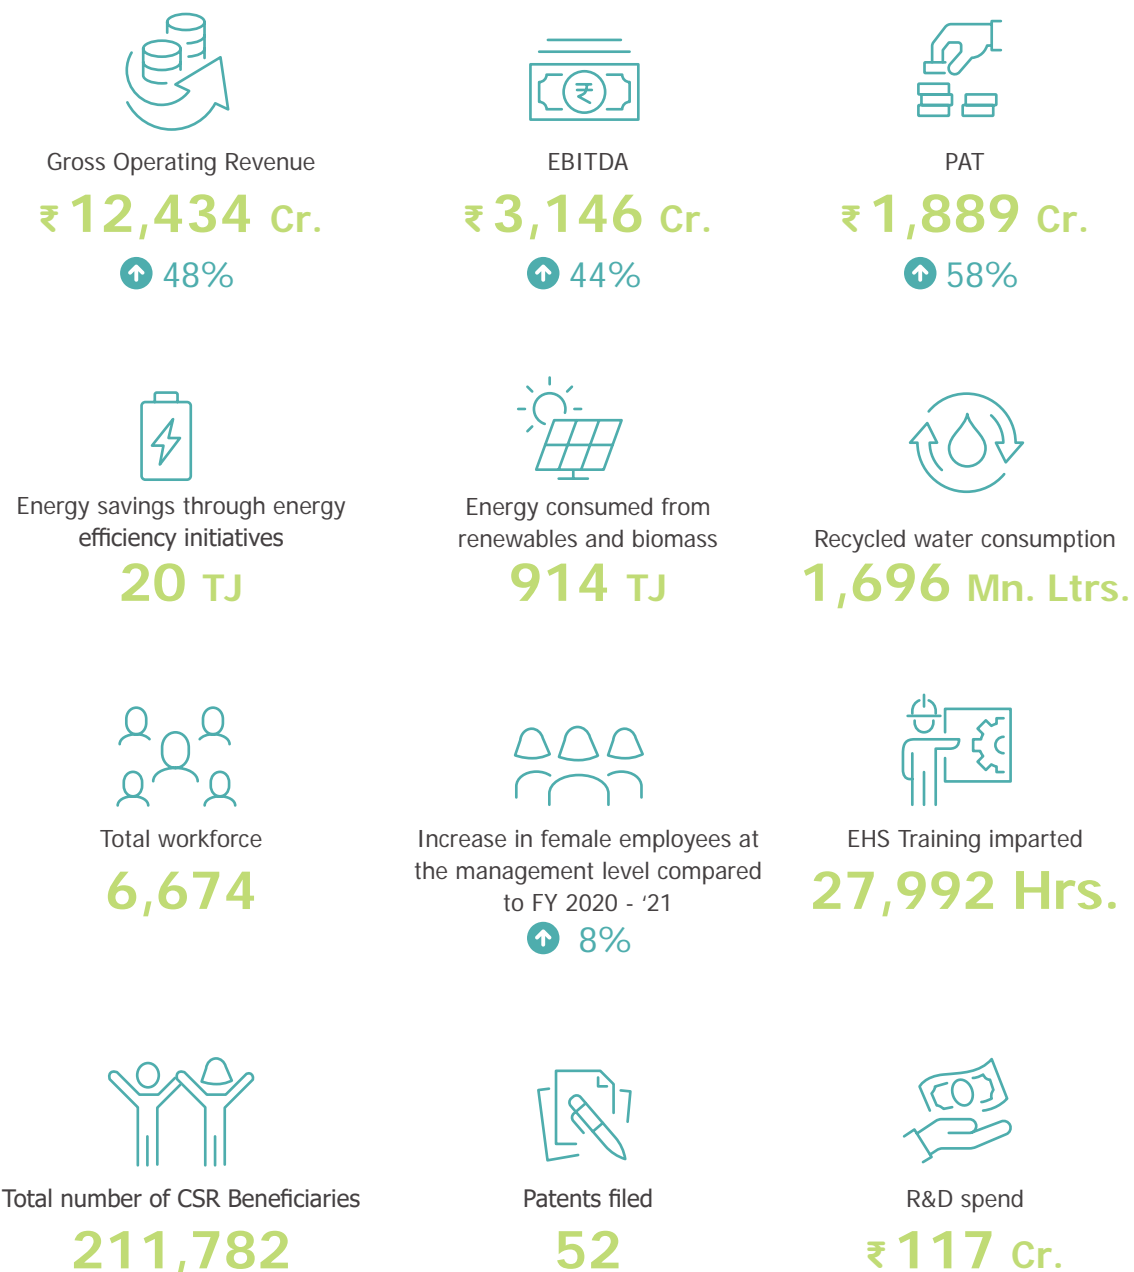 Gross Operating Revenue
₹ 12,434 Cr.
48%
₹
EBITDA
₹ 3,146 Cr.
44%
PAT
₹ 1,889 Cr.
58%
Energy savings through energy
efficiency initiatives
20 TJ
Energy consumed from
renewables and biomass
914 TJ
Recycled water consumption
1,696 Mn. Ltrs.
Total workforce
6,674
Increase in female employees at
the management level compared
to FY 2020 - ‘21
8%
EHS Training imparted
27,992 Hrs.
Total number of CSR Beneficiaries
211,782
Patents filed
52
R&D spend
₹ 117 Cr.